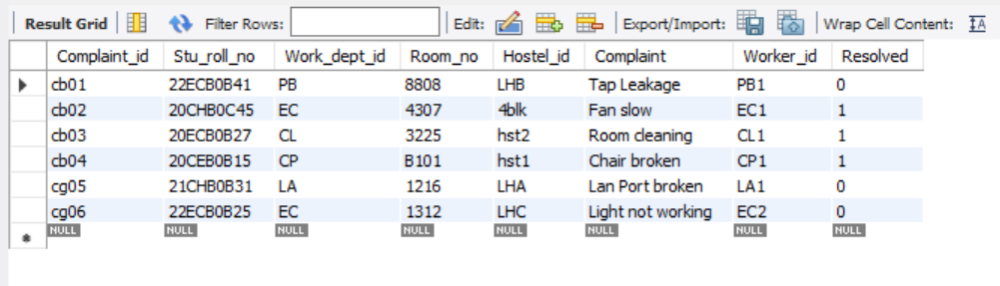 Result Grid Filter Rows: Edit: Export/Import: Wrap Cell Content: IA
Complaint_id Stu_roll_no Work_dept_id Room_no Hostel_id Complaint Worker_id Resolved
cb01 22ECB0B41 PB 8808 LHB Tap Leakage PB1 0
cb02 20CHB0C45 EC 4307 4blk Fan slow EC1 1
cb03 20ECB0B27 CL 3225 hst2 Room cleaning CL1 1
cb04 20CEB0B15 CP B101 hst1 Chair broken CP1 1
cg05 21CHB0B31 LA 1216 LHA Lan Port broken LA1 0
cg06 22ECB0B25 EC 1312 LHC Light not working EC2 0
NULL NULL NULL NULL NULL NULL NULL NULL